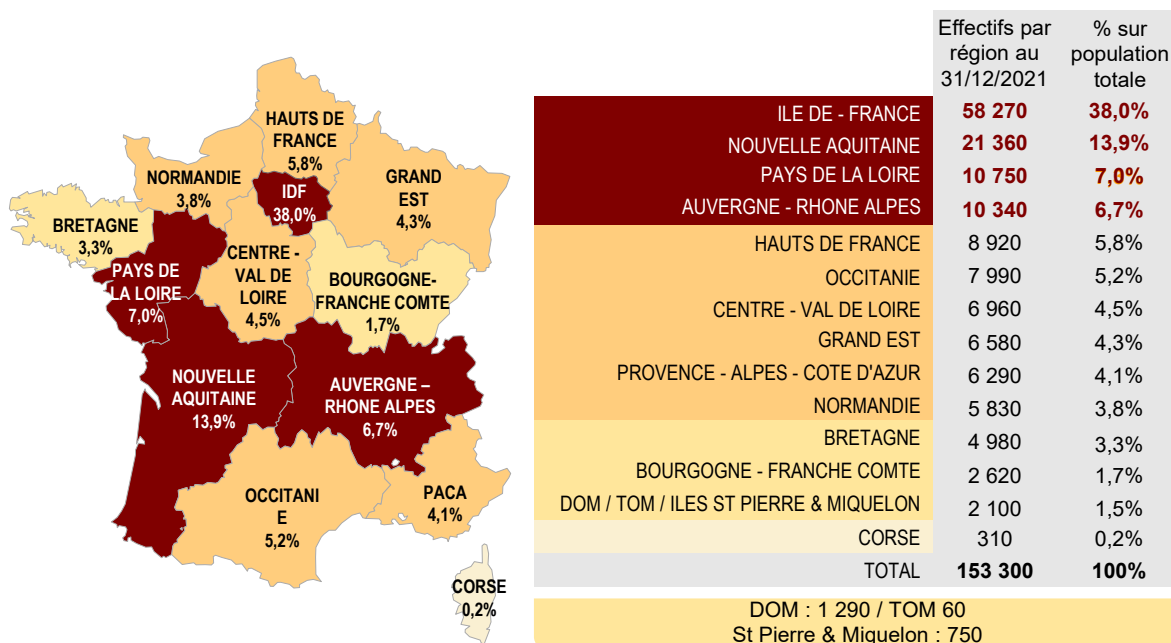 HAUTS DE
FRANCE
5,8%
NORMANDIE
3,8%
IDF
38,0%
GRAND
EST
4,3%
BRETAGNE
3,3%
PAYS DE
LA LOIRE
7,0%
CENTRE -
VAL DE
LOIRE
4,5%
BOURGOGNE-
FRANCHE COMTE
1,7%
NOUVELLE
AQUITAINE
13,9%
AUVERGNE –
RHONE ALPES
6,7%
OCCITANI
E
5,2%
PACA
4,1%
CORSE
0,2%
Effectifs par région au 31/12/2021
% sur population totale
ILE DE - FRANCE 58 270 38,0%
NOUVELLE AQUITAINE 21 360 13,9%
PAYS DE LA LOIRE 10 750 7,0%
AUVERGNE - RHONE ALPES 10 340 6,7%
HAUTS DE FRANCE 8 920 5,8%
OCCITANIE 7 990 5,2%
CENTRE - VAL DE LOIRE 6 960 4,5%
GRAND EST 6 580 4,3%
PROVENCE - ALPES - COTE D'AZUR 6 290 4,1%
NORMANDIE 5 830 3,8%
BRETAGNE 4 980 3,3%
BOURGOGNE - FRANCHE COMTE 2 620 1,7%
DOM / TOM / ILES ST PIERRE & MIQUELON 2 100 1,5%
CORSE 310 0,2%
TOTAL 153 300 100%
DOM : 1 290 / TOM 60
St Pierre & Miquelon : 750